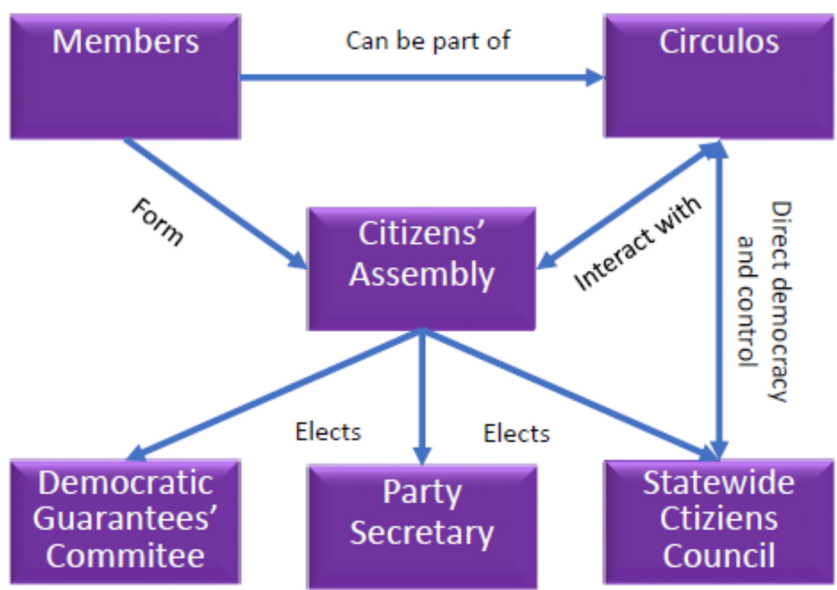 Members
Can be part of
Circulos
Form
Citizens’
Assembly
Interact with
Direct democracy
and control
Elects
Elects
Democratic
Guarantees’
Commitee
Party
Secretary
Statewide
Ctiziens
Council